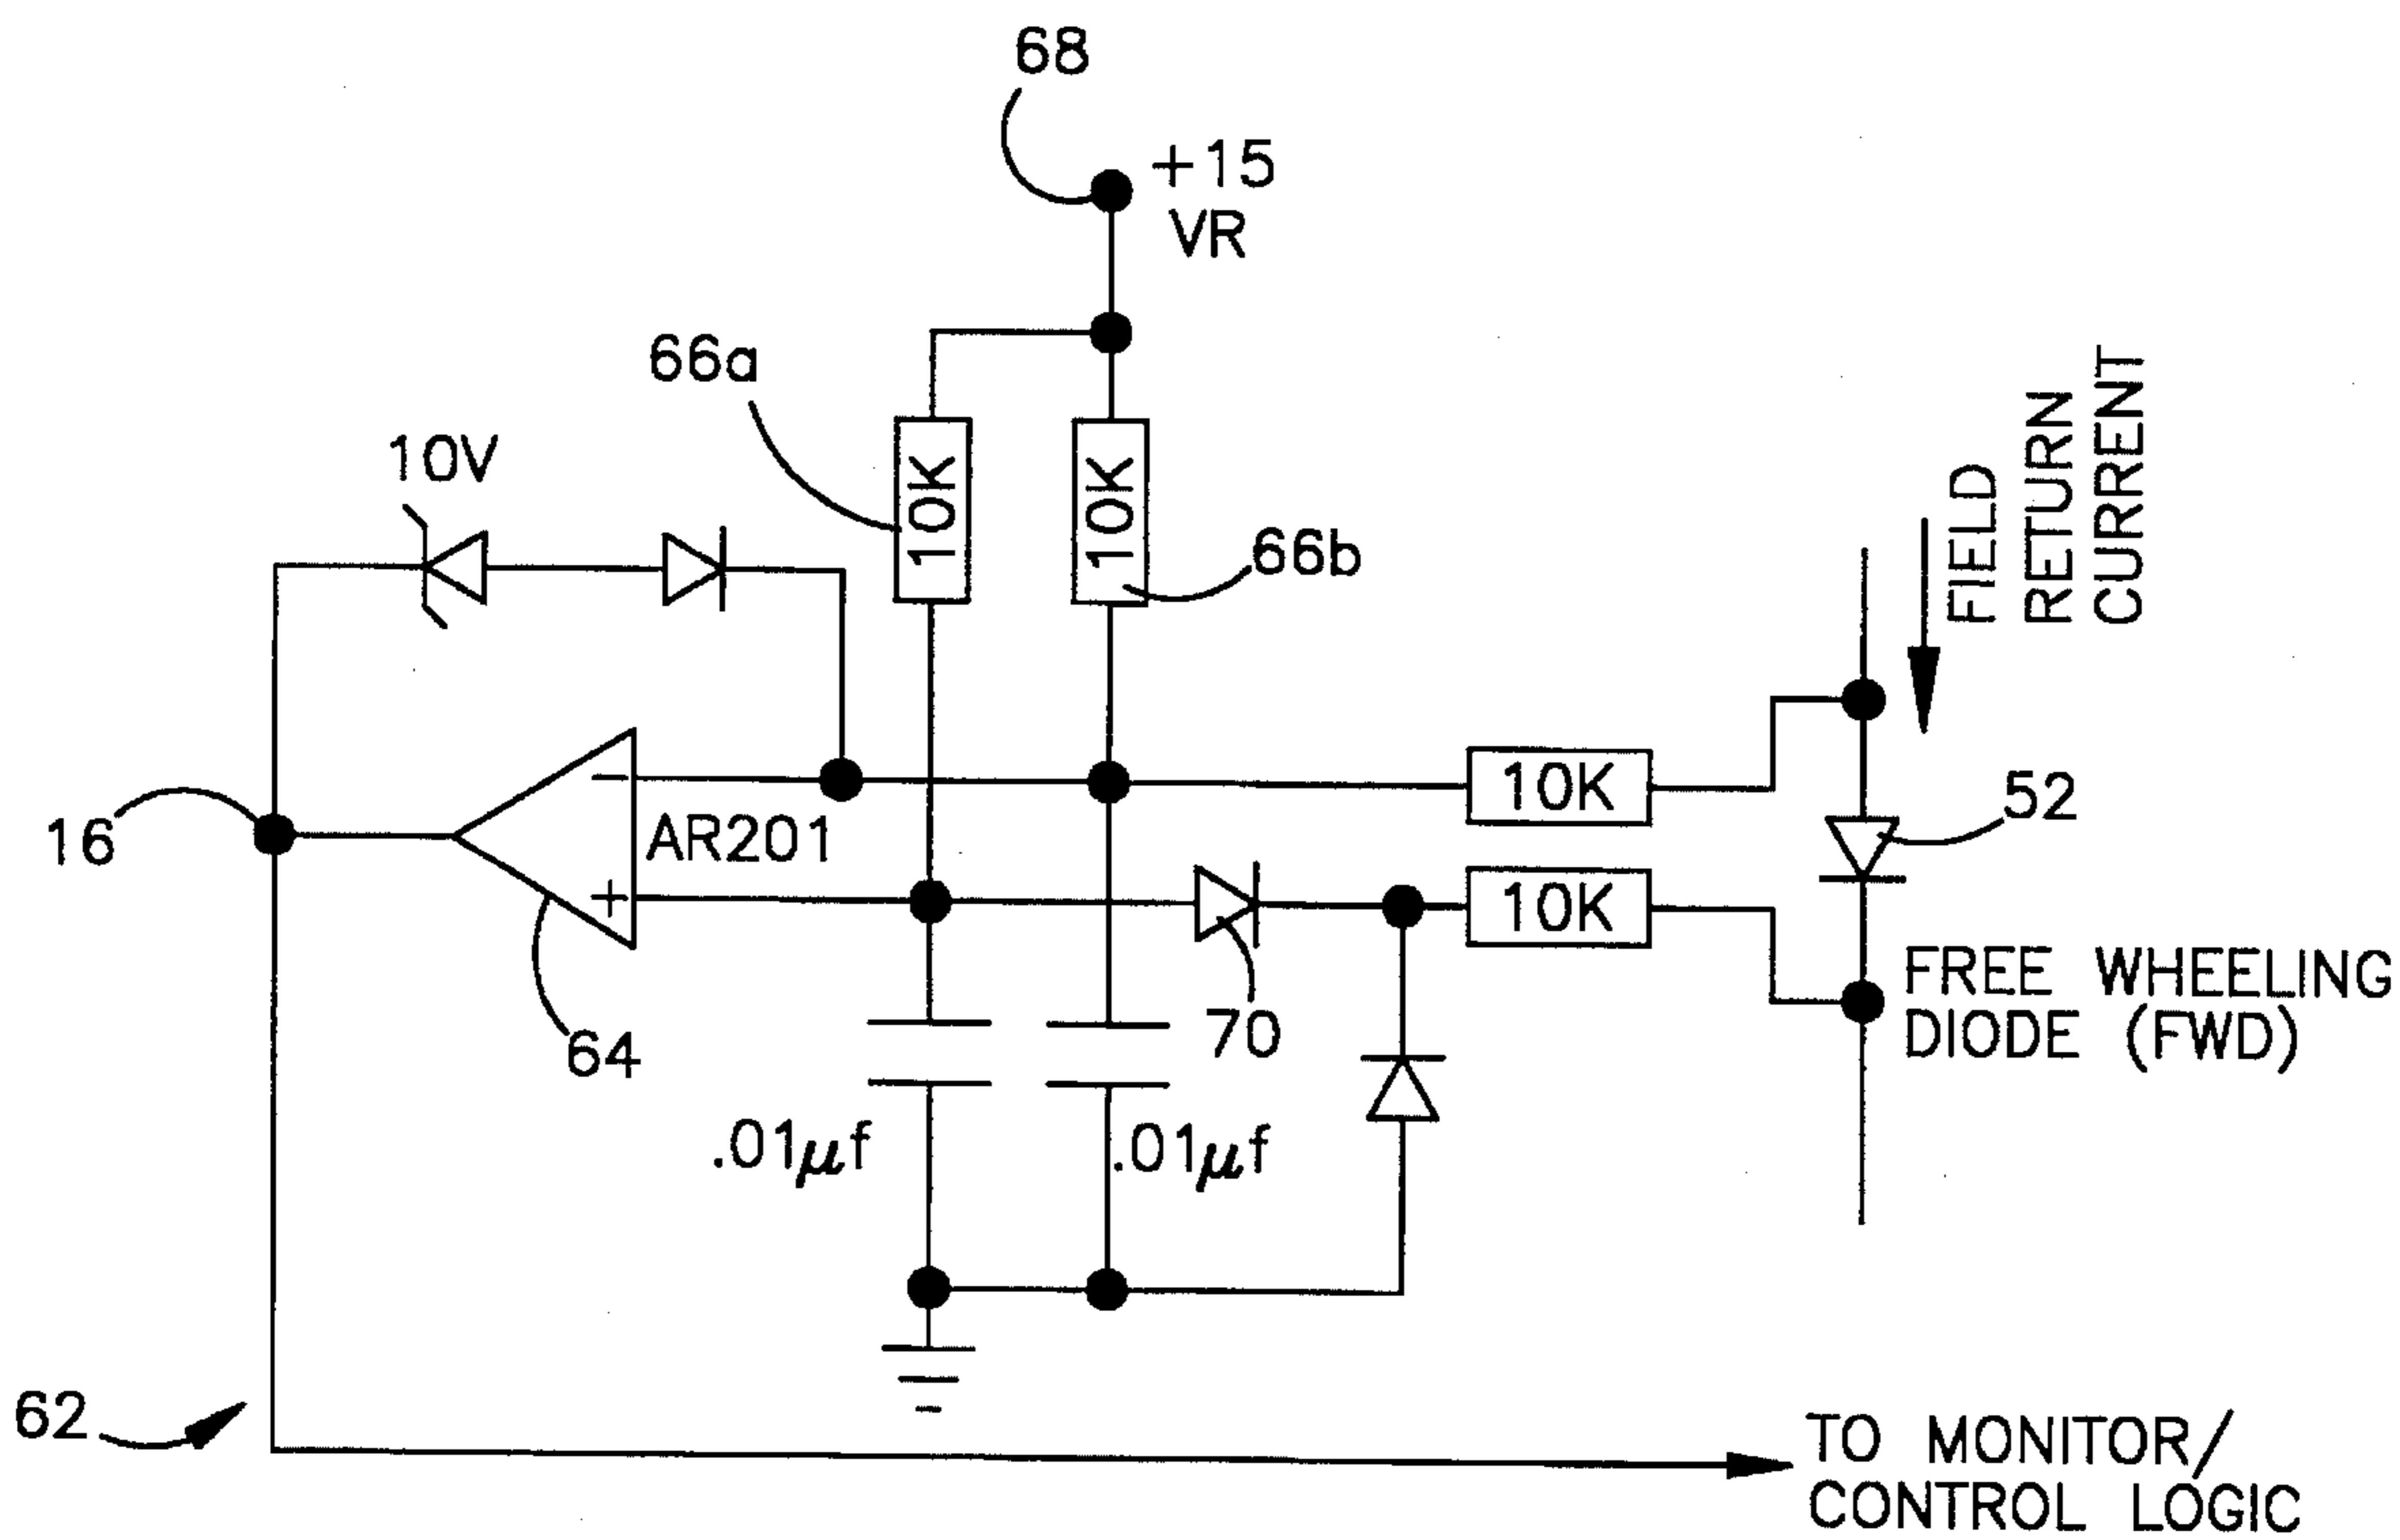 68
+15
VR
66a
10V
10K
10K
66b
FIELD
RETURN
CURRENT
−
10K
52
16
AR201
+
10K
FREE WHEELING
DIODE (FWD)
70
64
.01μf
.01μf
62
TO MONITOR/
CONTROL LOGIC